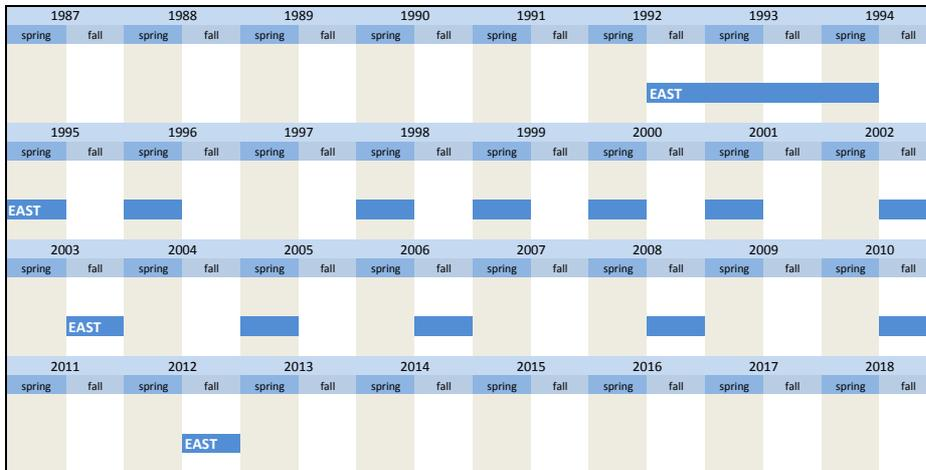 1987 1988 1989 1990 1991 1992 1993 1994
spring fall spring fall spring fall spring fall spring fall spring fall spring fall spring fall
EAST
1995 1996 1997 1998 1999 2000 2001 2002
spring fall spring fall spring fall spring fall spring fall spring fall spring fall spring fall
EAST
2003 2004 2005 2006 2007 2008 2009 2010
spring fall spring fall spring fall spring fall spring fall spring fall spring fall spring fall
EAST
2011 2012 2013 2014 2015 2016 2017 2018
spring fall spring fall spring fall spring fall spring fall spring fall spring fall spring fall
EAST